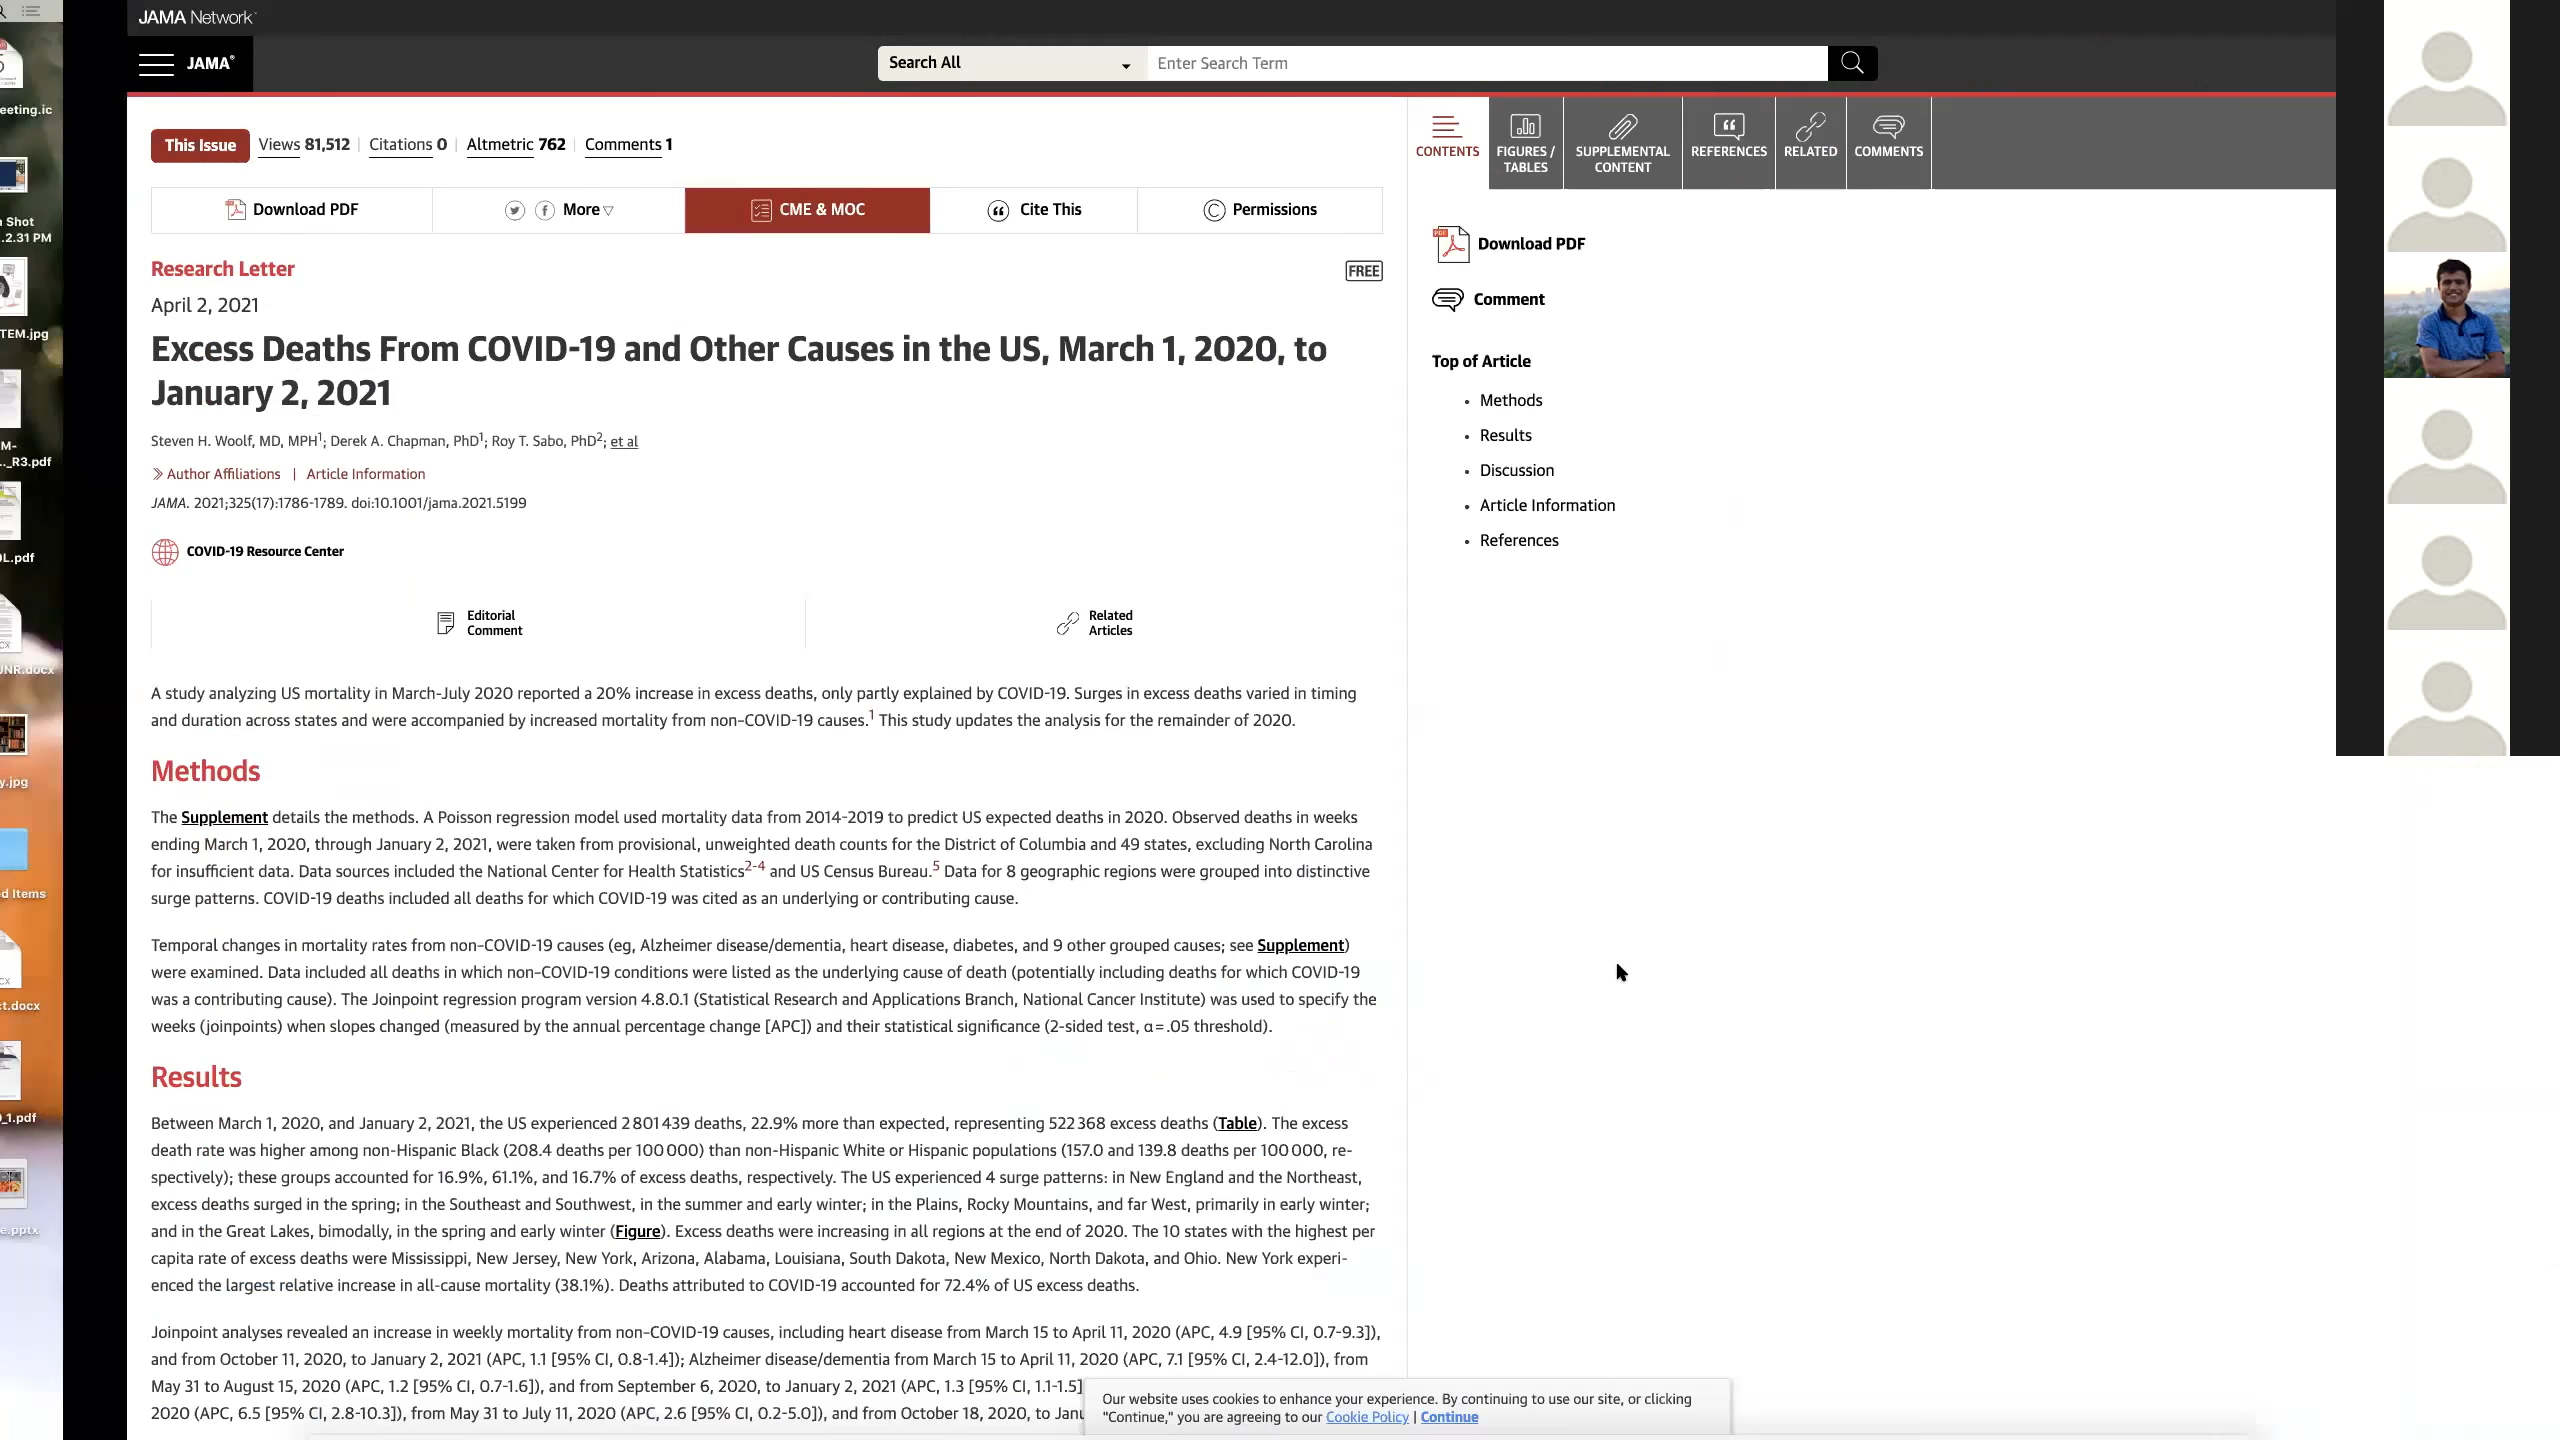 JAMA Network
JAMA®
Search All
Enter Search Term
eeting.ic
Shot
.2.31 PM
TEM.jpg
M-
.._R3.pdf
L.pdf
JNR.docx
y.jpg
d Items
ct.docx
_1.pdf
e.pptx
This Issue
Views 81,512 | Citations 0 | Altmetric 762 | Comments 1
Download PDF
More
CME & MOC
Cite This
Permissions
Research Letter
FREE
April 2, 2021
Excess Deaths From COVID-19 and Other Causes in the US, March 1, 2020, to
January 2, 2021
Steven H. Woolf, MD, MPH1; Derek A. Chapman, PhD1; Roy T. Sabo, PhD2; et al
Author Affiliations | Article Information
JAMA. 2021;325(17):1786-1789. doi:10.1001/jama.2021.5199
COVID-19 Resource Center
Editorial
Comment
Related
Articles
A study analyzing US mortality in March-July 2020 reported a 20% increase in excess deaths, only partly explained by COVID-19. Surges in excess deaths varied in timing
and duration across states and were accompanied by increased mortality from non–COVID-19 causes.1 This study updates the analysis for the remainder of 2020.
Methods
The Supplement details the methods. A Poisson regression model used mortality data from 2014-2019 to predict US expected deaths in 2020. Observed deaths in weeks
ending March 1, 2020, through January 2, 2021, were taken from provisional, unweighted death counts for the District of Columbia and 49 states, excluding North Carolina
for insufficient data. Data sources included the National Center for Health Statistics2-4 and US Census Bureau.5 Data for 8 geographic regions were grouped into distinctive
surge patterns. COVID-19 deaths included all deaths for which COVID-19 was cited as an underlying or contributing cause.
Temporal changes in mortality rates from non–COVID-19 causes (eg, Alzheimer disease/dementia, heart disease, diabetes, and 9 other grouped causes; see Supplement)
were examined. Data included all deaths in which non–COVID-19 conditions were listed as the underlying cause of death (potentially including deaths for which COVID-19
was a contributing cause). The Joinpoint regression program version 4.8.0.1 (Statistical Research and Applications Branch, National Cancer Institute) was used to specify the
weeks (joinpoints) when slopes changed (measured by the annual percentage change [APC]) and their statistical significance (2-sided test, α = .05 threshold).
Results
Between March 1, 2020, and January 2, 2021, the US experienced 2 801 439 deaths, 22.9% more than expected, representing 522 368 excess deaths (Table). The excess
death rate was higher among non-Hispanic Black (208.4 deaths per 100 000) than non-Hispanic White or Hispanic populations (157.0 and 139.8 deaths per 100 000, re-
spectively); these groups accounted for 16.9%, 61.1%, and 16.7% of excess deaths, respectively. The US experienced 4 surge patterns: in New England and the Northeast,
excess deaths surged in the spring; in the Southeast and Southwest, in the summer and early winter; in the Plains, Rocky Mountains, and far West, primarily in early winter;
and in the Great Lakes, bimodally, in the spring and early winter (Figure). Excess deaths were increasing in all regions at the end of 2020. The 10 states with the highest per
capita rate of excess deaths were Mississippi, New Jersey, New York, Arizona, Alabama, Louisiana, South Dakota, New Mexico, North Dakota, and Ohio. New York experi-
enced the largest relative increase in all-cause mortality (38.1%). Deaths attributed to COVID-19 accounted for 72.4% of US excess deaths.
Joinpoint analyses revealed an increase in weekly mortality from non–COVID-19 causes, including heart disease from March 15 to April 11, 2020 (APC, 4.9 [95% CI, 0.7-9.3]),
and from October 11, 2020, to January 2, 2021 (APC, 1.1 [95% CI, 0.8-1.4]); Alzheimer disease/dementia from March 15 to April 11, 2020 (APC, 7.1 [95% CI, 2.4-12.0]), from
May 31 to August 15, 2020 (APC, 1.2 [95% CI, 0.7-1.6]), and from September 6, 2020, to January 2, 2021 (APC, 1.3 [95% CI, 1.1-1.5]
2020 (APC, 6.5 [95% CI, 2.8-10.3]), from May 31 to July 11, 2020 (APC, 2.6 [95% CI, 0.2-5.0]), and from October 18, 2020, to Janu
CONTENTS
FIGURES /
TABLES
SUPPLEMENTAL
CONTENT
REFERENCES
RELATED
COMMENTS
Download PDF
Comment
Top of Article
Methods
Results
Discussion
Article Information
References
Our website uses cookies to enhance your experience. By continuing to use our site, or clicking
"Continue," you are agreeing to our Cookie Policy | Continue